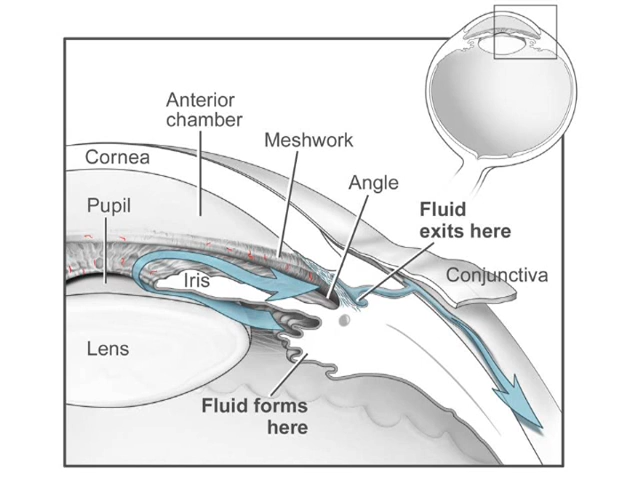 Anterior
chamber
Meshwork
Cornea
Angle
Pupil
Fluid
exits here
Conjunctiva
Iris
Lens
Fluid forms
here